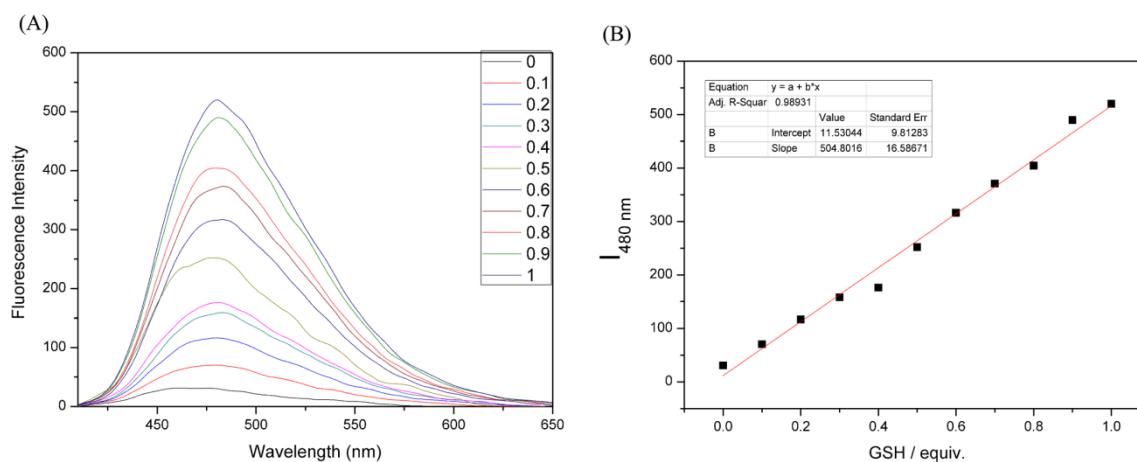 (A)
600
500
400
300
200
100
0
Fluorescence Intensity
450 500 550 600 650
Wavelength (nm)
0
0.1
0.2
0.3
0.4
0.5
0.6
0.7
0.8
0.9
1
(B)
600
500
400
300
200
100
0
I 480 nm
Equation y = a + b*x
Adj. R-Squar 0.98931
Value Standard Err
B Intercept 11.53044 9.81283
B Slope 504.8016 16.58671
0.0 0.2 0.4 0.6 0.8 1.0
GSH / equiv.